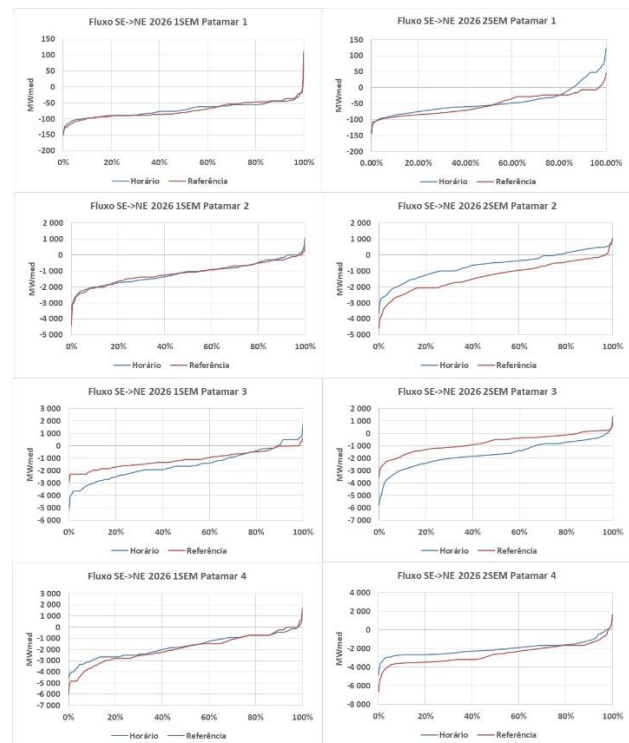 Fluxo SE->NE 2026 1SEM Patamar 1
150
100
50
0
-50
-100
-150
-200
MWmed
0% 20% 40% 60% 80% 100%
Horário Referência
Fluxo SE->NE 2026 2SEM Patamar 1
150
100
50
0
-50
-100
-150
-200
MWmed
0.00% 20.00% 40.00% 60.00% 80.00% 100.00%
Horário Referência
Fluxo SE->NE 2026 1SEM Patamar 2
2 000
1 000
0
-1 000
-2 000
-3 000
-4 000
-5 000
MWmed
0% 20% 40% 60% 80% 100%
Horário Referência
Fluxo SE->NE 2026 2SEM Patamar 2
2 000
1 000
0
-1 000
-2 000
-3 000
-4 000
-5 000
MWmed
0% 20% 40% 60% 80% 100%
Horário Referência
Fluxo SE->NE 2026 1SEM Patamar 3
3 000
2 000
1 000
0
-1 000
-2 000
-3 000
-4 000
-5 000
-6 000
MWmed
0% 20% 40% 60% 80% 100%
Horário Referência
Fluxo SE->NE 2026 2SEM Patamar 3
2 000
1 000
0
-1 000
-2 000
-3 000
-4 000
-5 000
-6 000
-7 000
MWmed
0% 20% 40% 60% 80% 100%
Horário Referência
Fluxo SE->NE 2026 1SEM Patamar 4
3 000
2 000
1 000
0
-1 000
-2 000
-3 000
-4 000
-5 000
-6 000
-7 000
MWmed
0% 20% 40% 60% 80% 100%
Horário Referência
Fluxo SE->NE 2026 2SEM Patamar 4
4 000
2 000
0
-2 000
-4 000
-6 000
-8 000
MWmed
0% 20% 40% 60% 80% 100%
Horário Referência